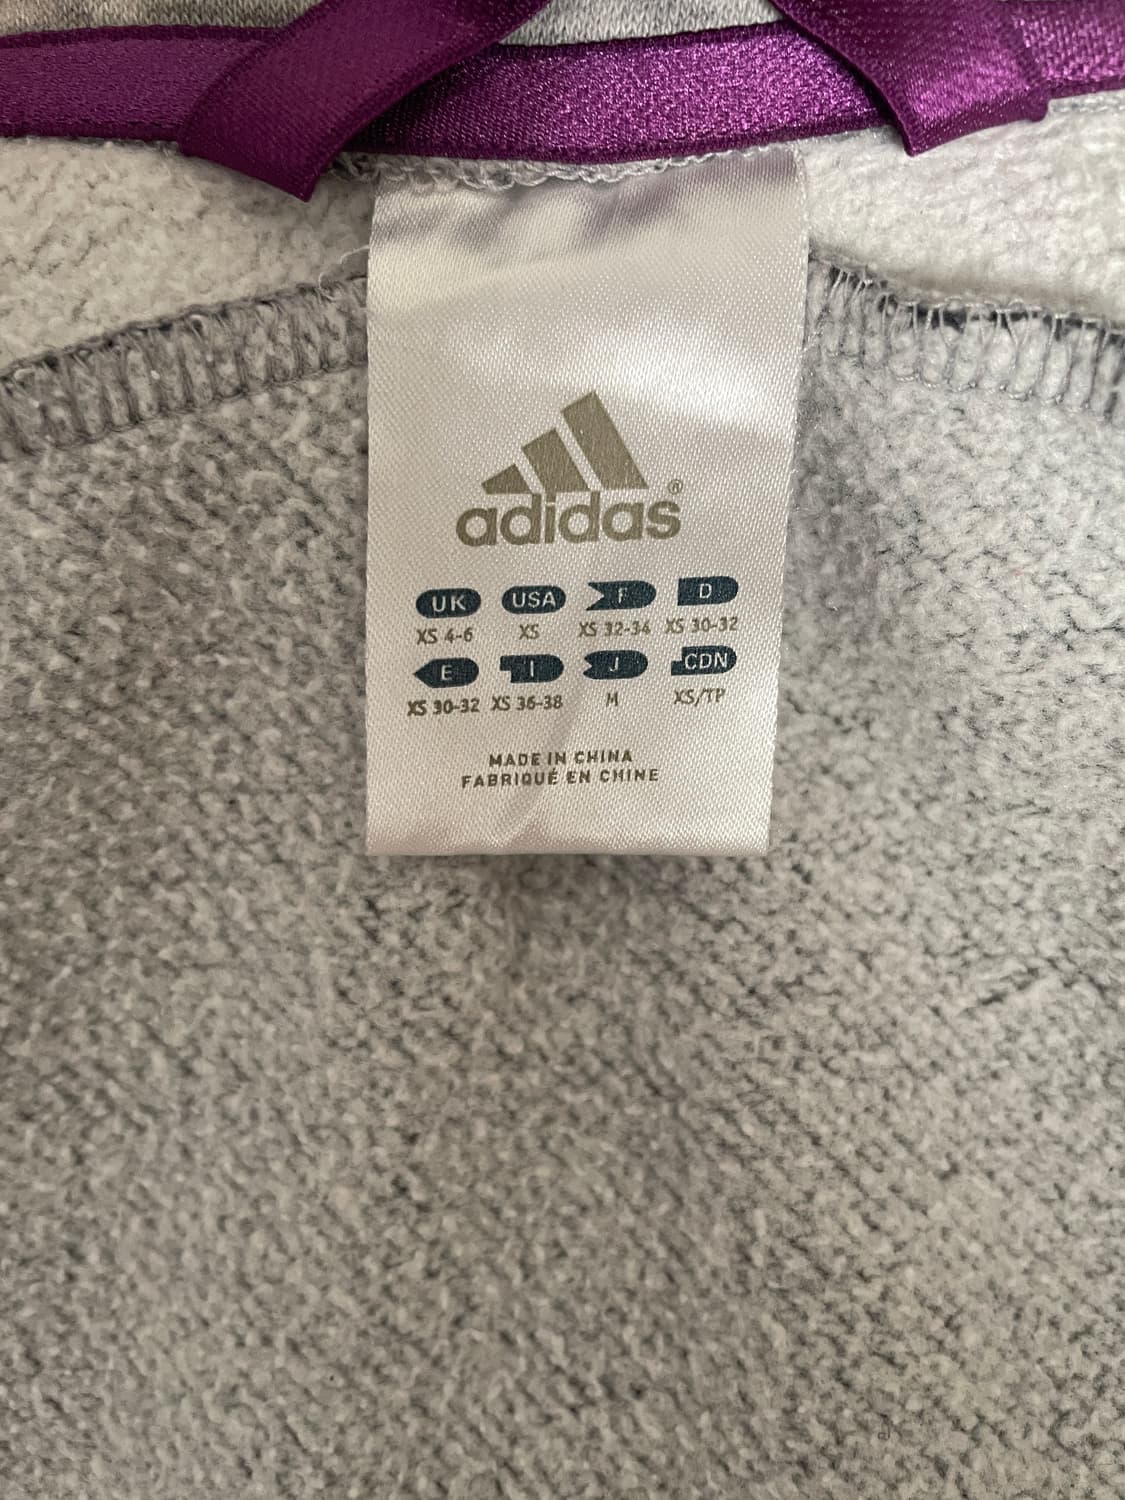 adidas®
UK USA F D
XS 4-6 XS XS 32-34 XS 30-32
E I J CDN
XS 30-32 XS 36-38 M XS/TP
MADE IN CHINA
FABRIQUÉ EN CHINE